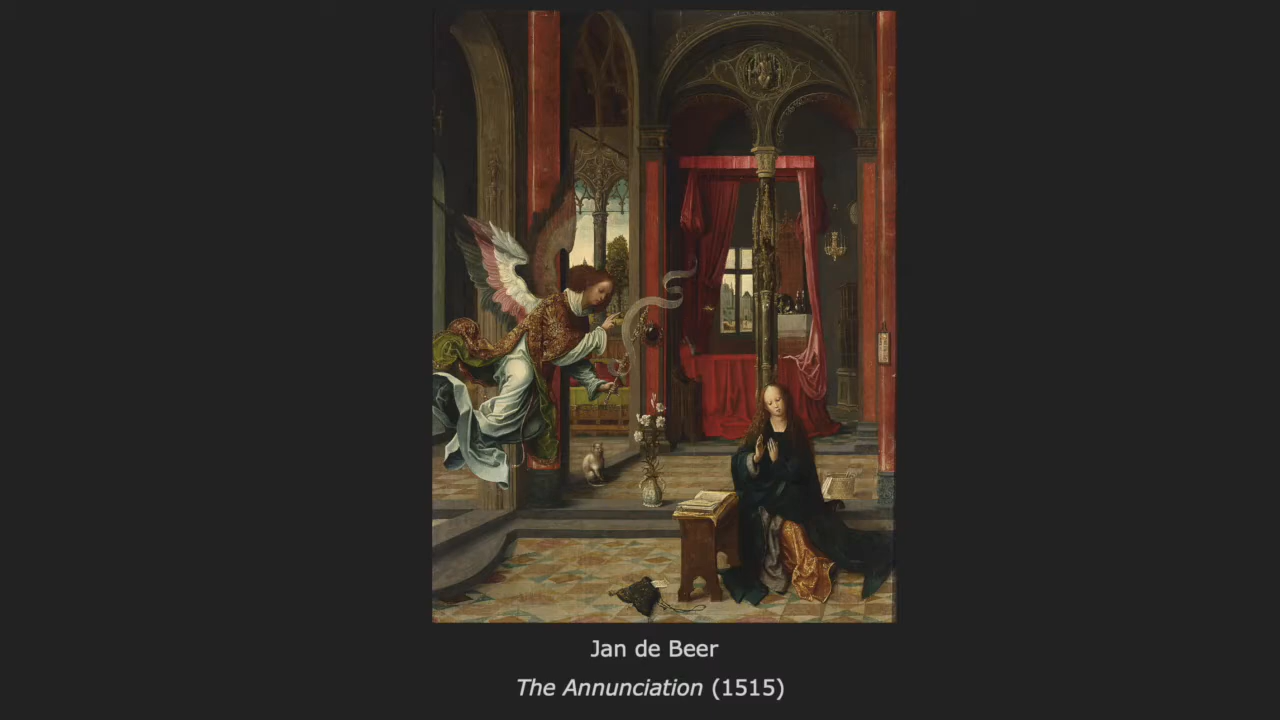 Jan de Beer
The Annunciation (1515)